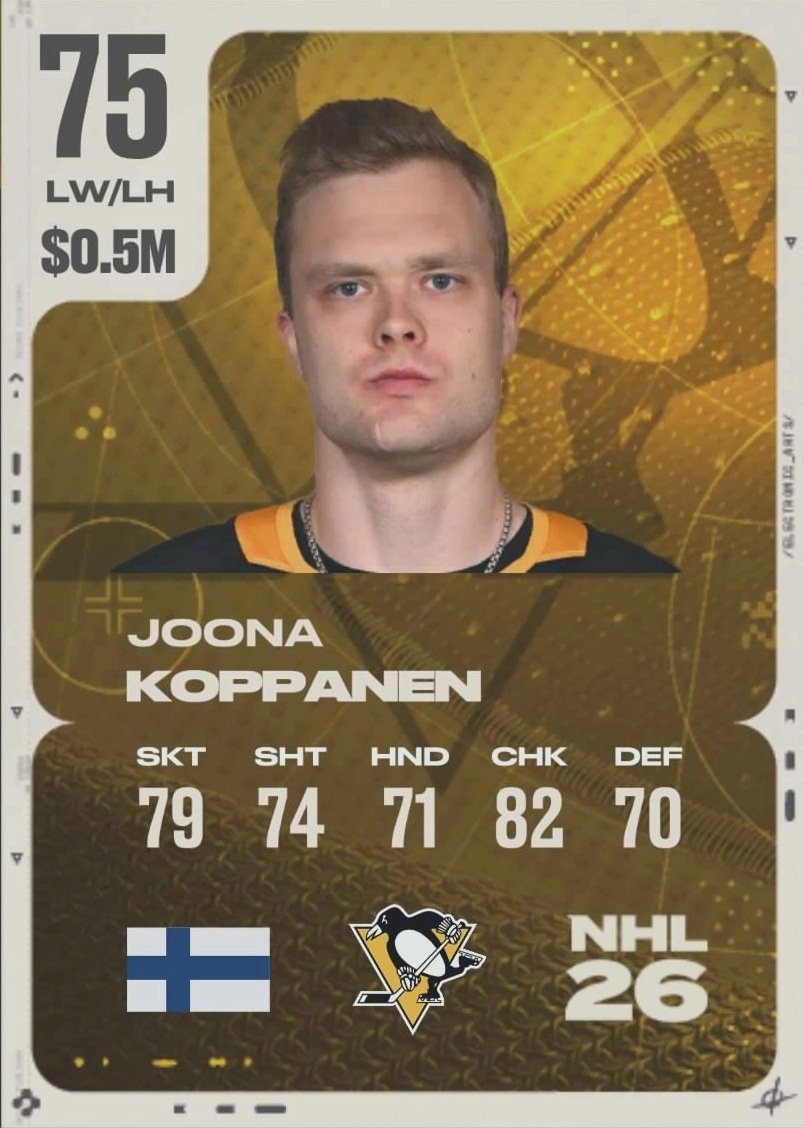 75
LW/LH
$0.5M
JOONA
KOPPANEN
SKT SHT HND CHK DEF
79 74 71 82 70
NHL
26